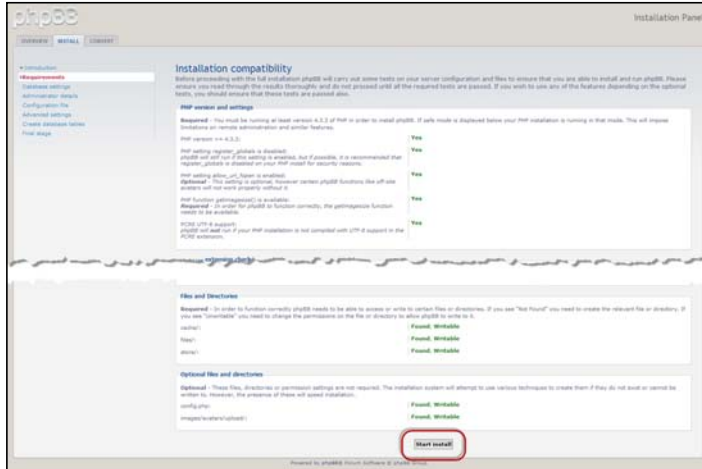 phpBB
Installation Panel
OVERVIEW INSTALL CONVERT
Introduction
Requirements
Database settings
Administrator details
Configuration file
Advanced settings
Create database tables
Final stage
Installation compatibility
Before proceeding with the full installation phpBB will carry out some tests on your server configuration and files to ensure that you are able to install and run phpBB. Please
ensure you read through the results thoroughly and do not proceed until all the required tests are passed. If you wish to use any of the features depending on the optional
tests, you should ensure that these tests are passed also.
PHP version and settings
Required - You must be running at least version 4.3.3 of PHP in order to install phpBB. If safe mode is displayed below your PHP installation is running in that mode. This will impose
limitations on remote administration and similar features.
PHP version >= 4.3.3:
Yes
PHP setting register_globals is disabled:
Yes
phpBB will still run if this setting is enabled, but if possible, it is recommended that
register_globals is disabled on your PHP install for security reasons.
PHP setting allow_url_fopen is enabled:
Yes
Optional - This setting is optional, however certain phpBB functions like off-site
avatars will not work properly without it.
PHP function getimagesize() is available:
Yes
Required - In order for phpBB to function correctly, the getimagesize function
needs to be available.
PCRE UTF-8 support:
Yes
phpBB will not run if your PHP installation is not compiled with UTF-8 support in the
PCRE extension.
Files and Directories
Required - In order to function correctly phpBB needs to be able to access or write to certain files or directories. If you see "Not Found" you need to create the relevant file or directory. If
you see "Unwritable" you need to change the permissions on the file or directory to allow phpBB to write to it.
cache/:
Found, Writable
files/:
Found, Writable
store/:
Found, Writable
Optional files and directories
Optional - These files, directories or permission settings are not required. The installation system will attempt to use various techniques to create them if they do not exist or cannot be
written to. However, the presence of these will speed installation.
config.php:
Found, Writable
images/avatars/upload/:
Found, Writable
Start install
Powered by phpBB Forum Software © phpBB Group